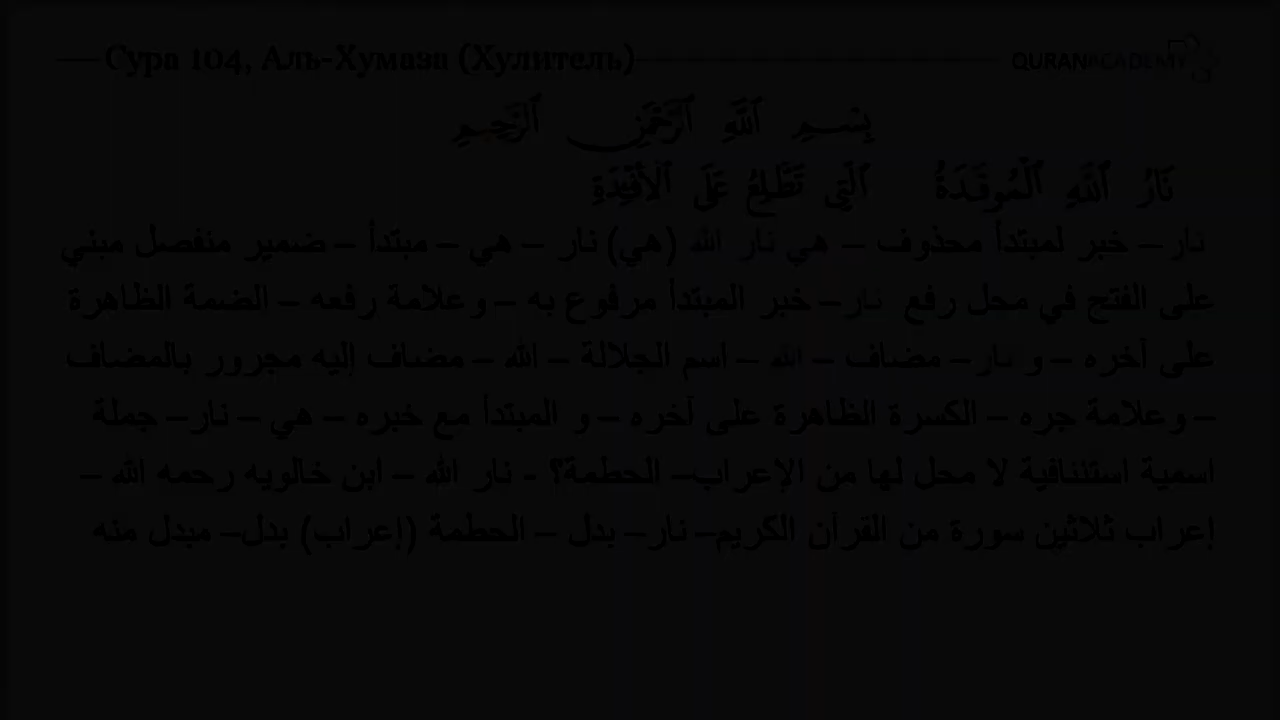 Сура 104, Аль-Хумаза (Хулитель)
QURANACADEMY
بِسْمِ ٱللَّهِ ٱلرَّحْمَٰنِ ٱلرَّحِيمِ
نَارُ ٱللَّهِ ٱلْمُوقَدَةُ ٱلَّتِي تَطَّلِعُ عَلَى ٱلْأَفْـِٔدَةِ
نار – خبر لمبتدأ محذوف – هي نار الله (هي) نار – هي – مبتدأ – ضمير منفصل مبني
على الفتح في محل رفع نار– خبر المبتدأ مرفوع به – وعلامة رفعه – الضمة الظاهرة
على آخره – و نار – مضاف – الله – اسم الجلالة – الله – مضاف إليه مجرور بالمضاف
– وعلامة جره – الكسرة الظاهرة على آخره – و المبتدأ مع خبره – هي – نار– جملة
اسمية استئنافية لا محل لها من الإعراب– الحطمة؟ - نار الله – ابن خالويه رحمه الله –
إعراب ثلاثين سورة من القرآن الكريم– نار– بدل – الحطمة (إعراب) بدل– مبدل منه